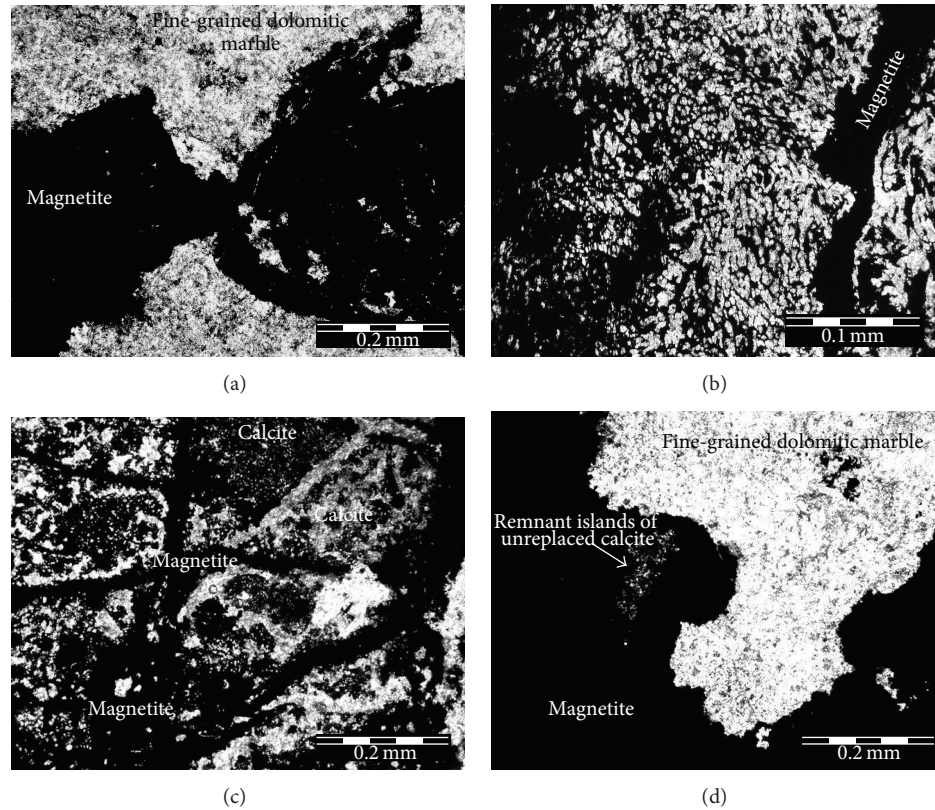 Fine-grained dolomitic
marble
Magnetite
0.2 mm
(a)
Magnetite
0.1 mm
(b)
Calcite
Calcite
Magnetite
Magnetite
0.2 mm
(c)
Fine-grained dolomitic marble
Remnant islands of
unreplaced calcite
Magnetite
0.2 mm
(d)